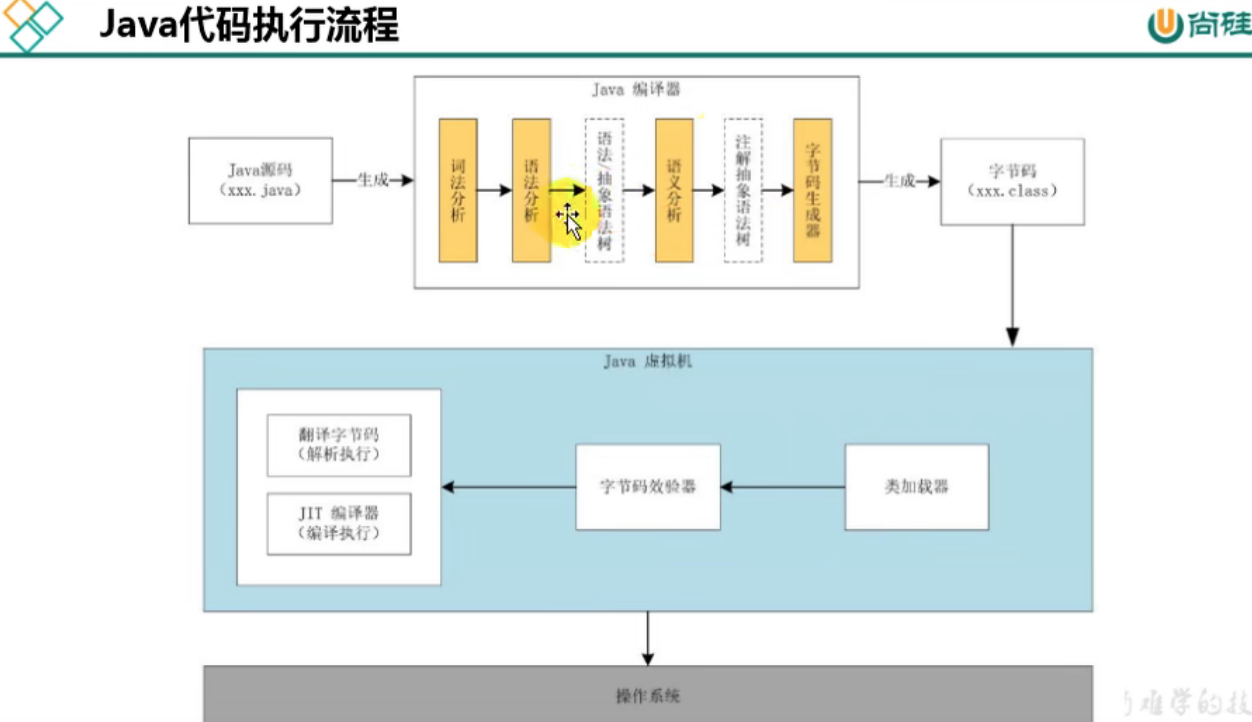 Java代码执行流程
尚硅
Java 编译器
Java源码
（xxx.java）
生成
词法分析
语法分析
语法/抽象语法树
语义分析
注解抽象语法树
字节码生成器
生成
字节码
（xxx.class）
Java 虚拟机
翻译字节码
（解析执行）
JIT 编译器
（编译执行）
字节码效验器
类加载器
操作系统
难学的技